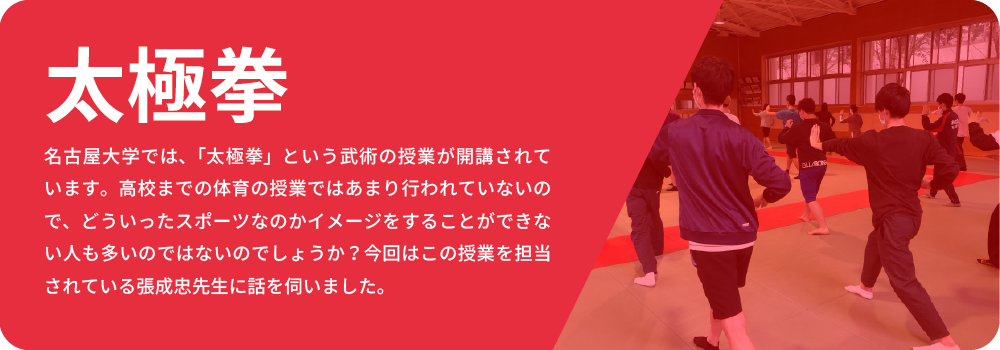 太極拳
名古屋大学では、「太極拳」という武術の授業が開講されて
います。高校までの体育の授業ではあまり行われていないの
で、どういったスポーツなのかイメージをすることができな
い人も多いのではないのでしょうか？今回はこの授業を担当
されている張成忠先生に話を伺いました。